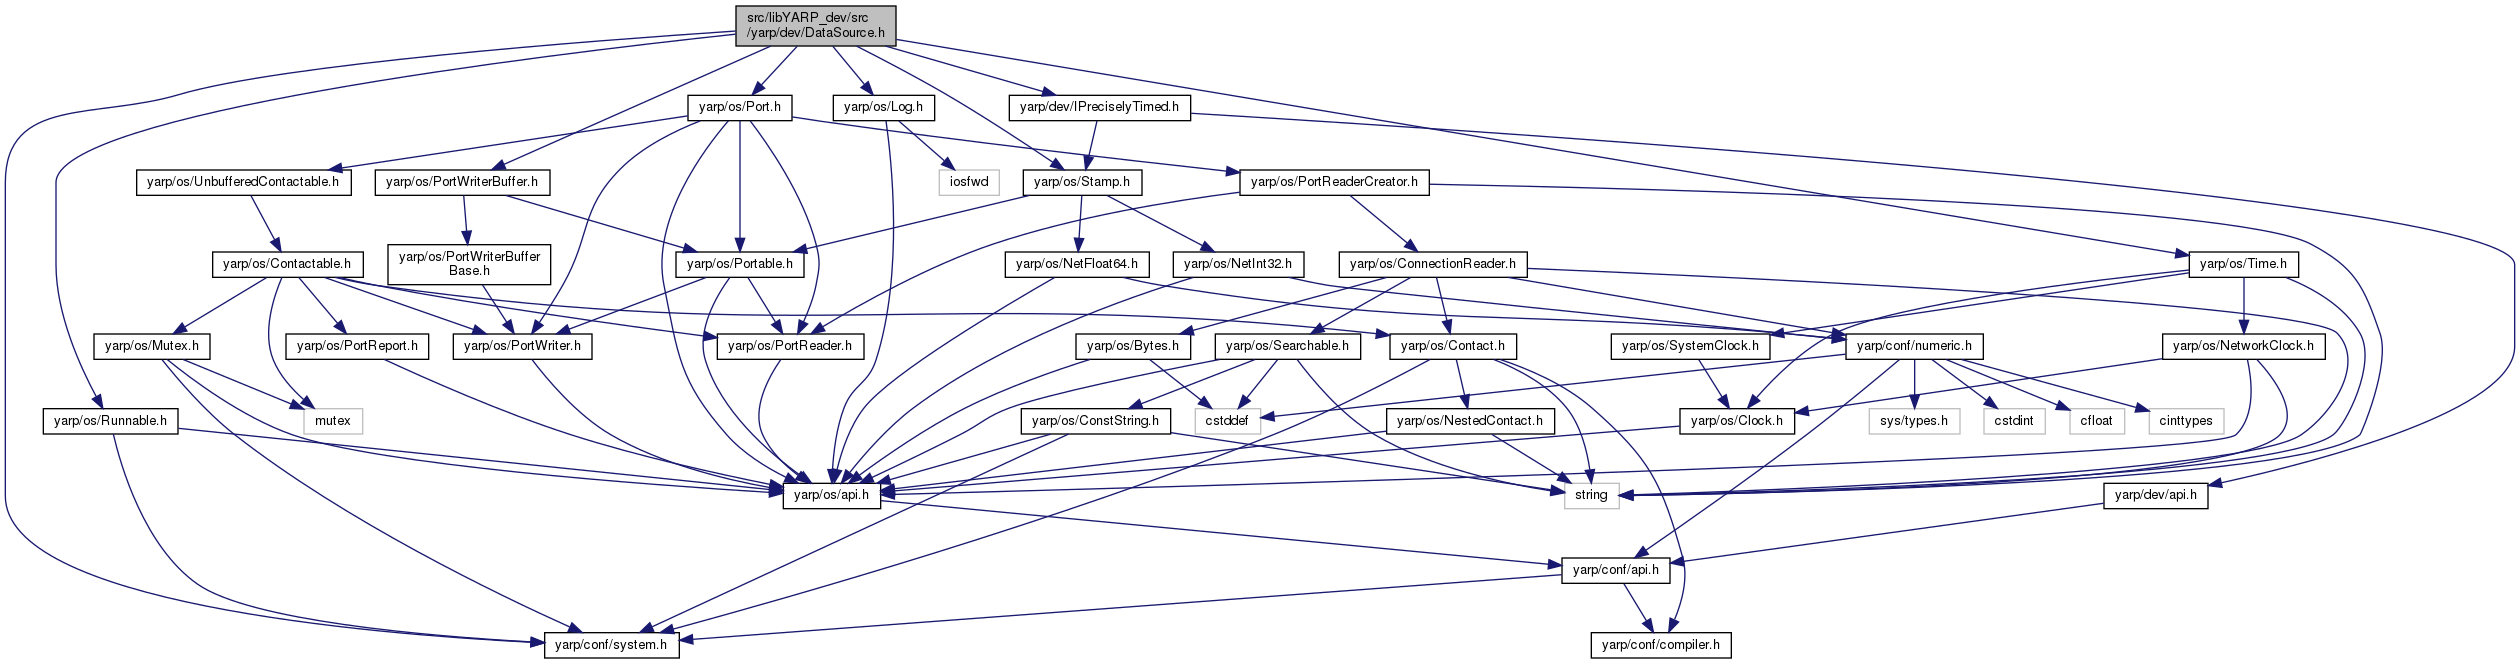 src/libYARP_dev/src
/yarp/dev/DataSource.h
yarp/os/Port.h
yarp/os/Log.h
yarp/dev/IPreciselyTimed.h
yarp/os/UnbufferedContactable.h
yarp/os/PortWriterBuffer.h
iosfwd
yarp/os/Stamp.h
yarp/os/PortReaderCreator.h
yarp/os/Contactable.h
yarp/os/PortWriterBuffer
Base.h
yarp/os/Portable.h
yarp/os/NetFloat64.h
yarp/os/NetInt32.h
yarp/os/ConnectionReader.h
yarp/os/Time.h
yarp/os/Mutex.h
yarp/os/PortReport.h
yarp/os/PortWriter.h
yarp/os/PortReader.h
yarp/os/Bytes.h
yarp/os/Searchable.h
yarp/os/Contact.h
yarp/os/SystemClock.h
yarp/conf/numeric.h
yarp/os/NetworkClock.h
yarp/os/Runnable.h
mutex
yarp/os/ConstString.h
cstddef
yarp/os/NestedContact.h
yarp/os/Clock.h
sys/types.h
cstdint
cfloat
cinttypes
yarp/os/api.h
string
yarp/dev/api.h
yarp/conf/api.h
yarp/conf/system.h
yarp/conf/compiler.h